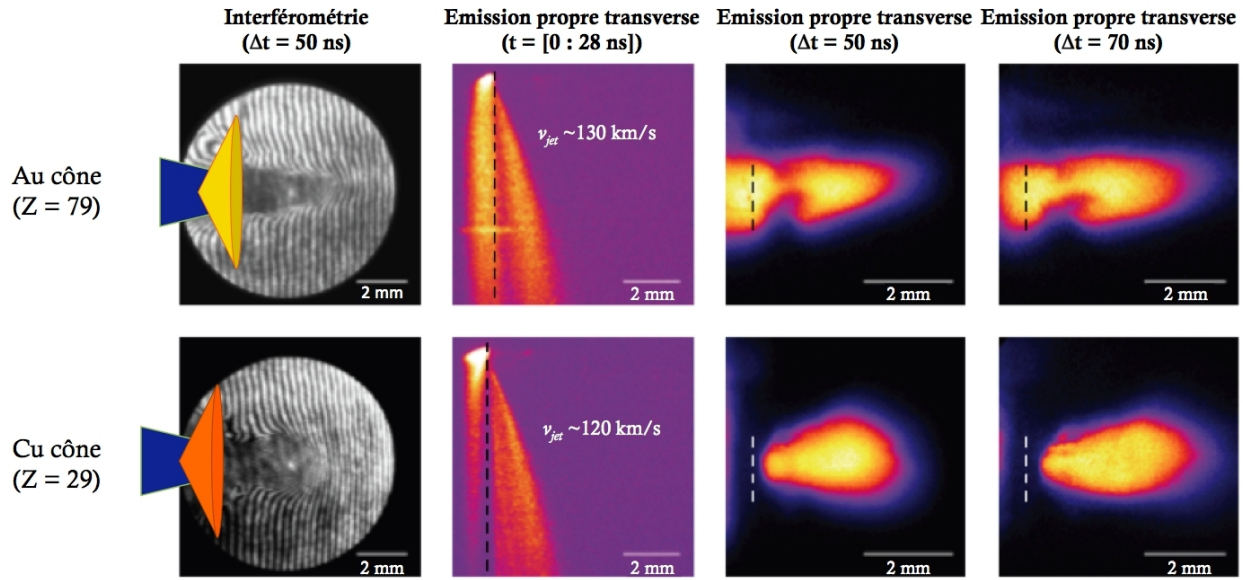 Interférométrie
(Δt = 50 ns)
Emission propre transverse
(t = [0 : 28 ns])
Emission propre transverse
(Δt 50 ns)
Emission propre transverse
(Δt = 70 ns)
Au cône
(Z = 79)
2 mm
v_jet ~130 km/s
2 mm
2 mm
2 mm
Cu cône
(Z = 29)
2 mm
v_jet ~120 km/s
2 mm
2 mm
2 mm